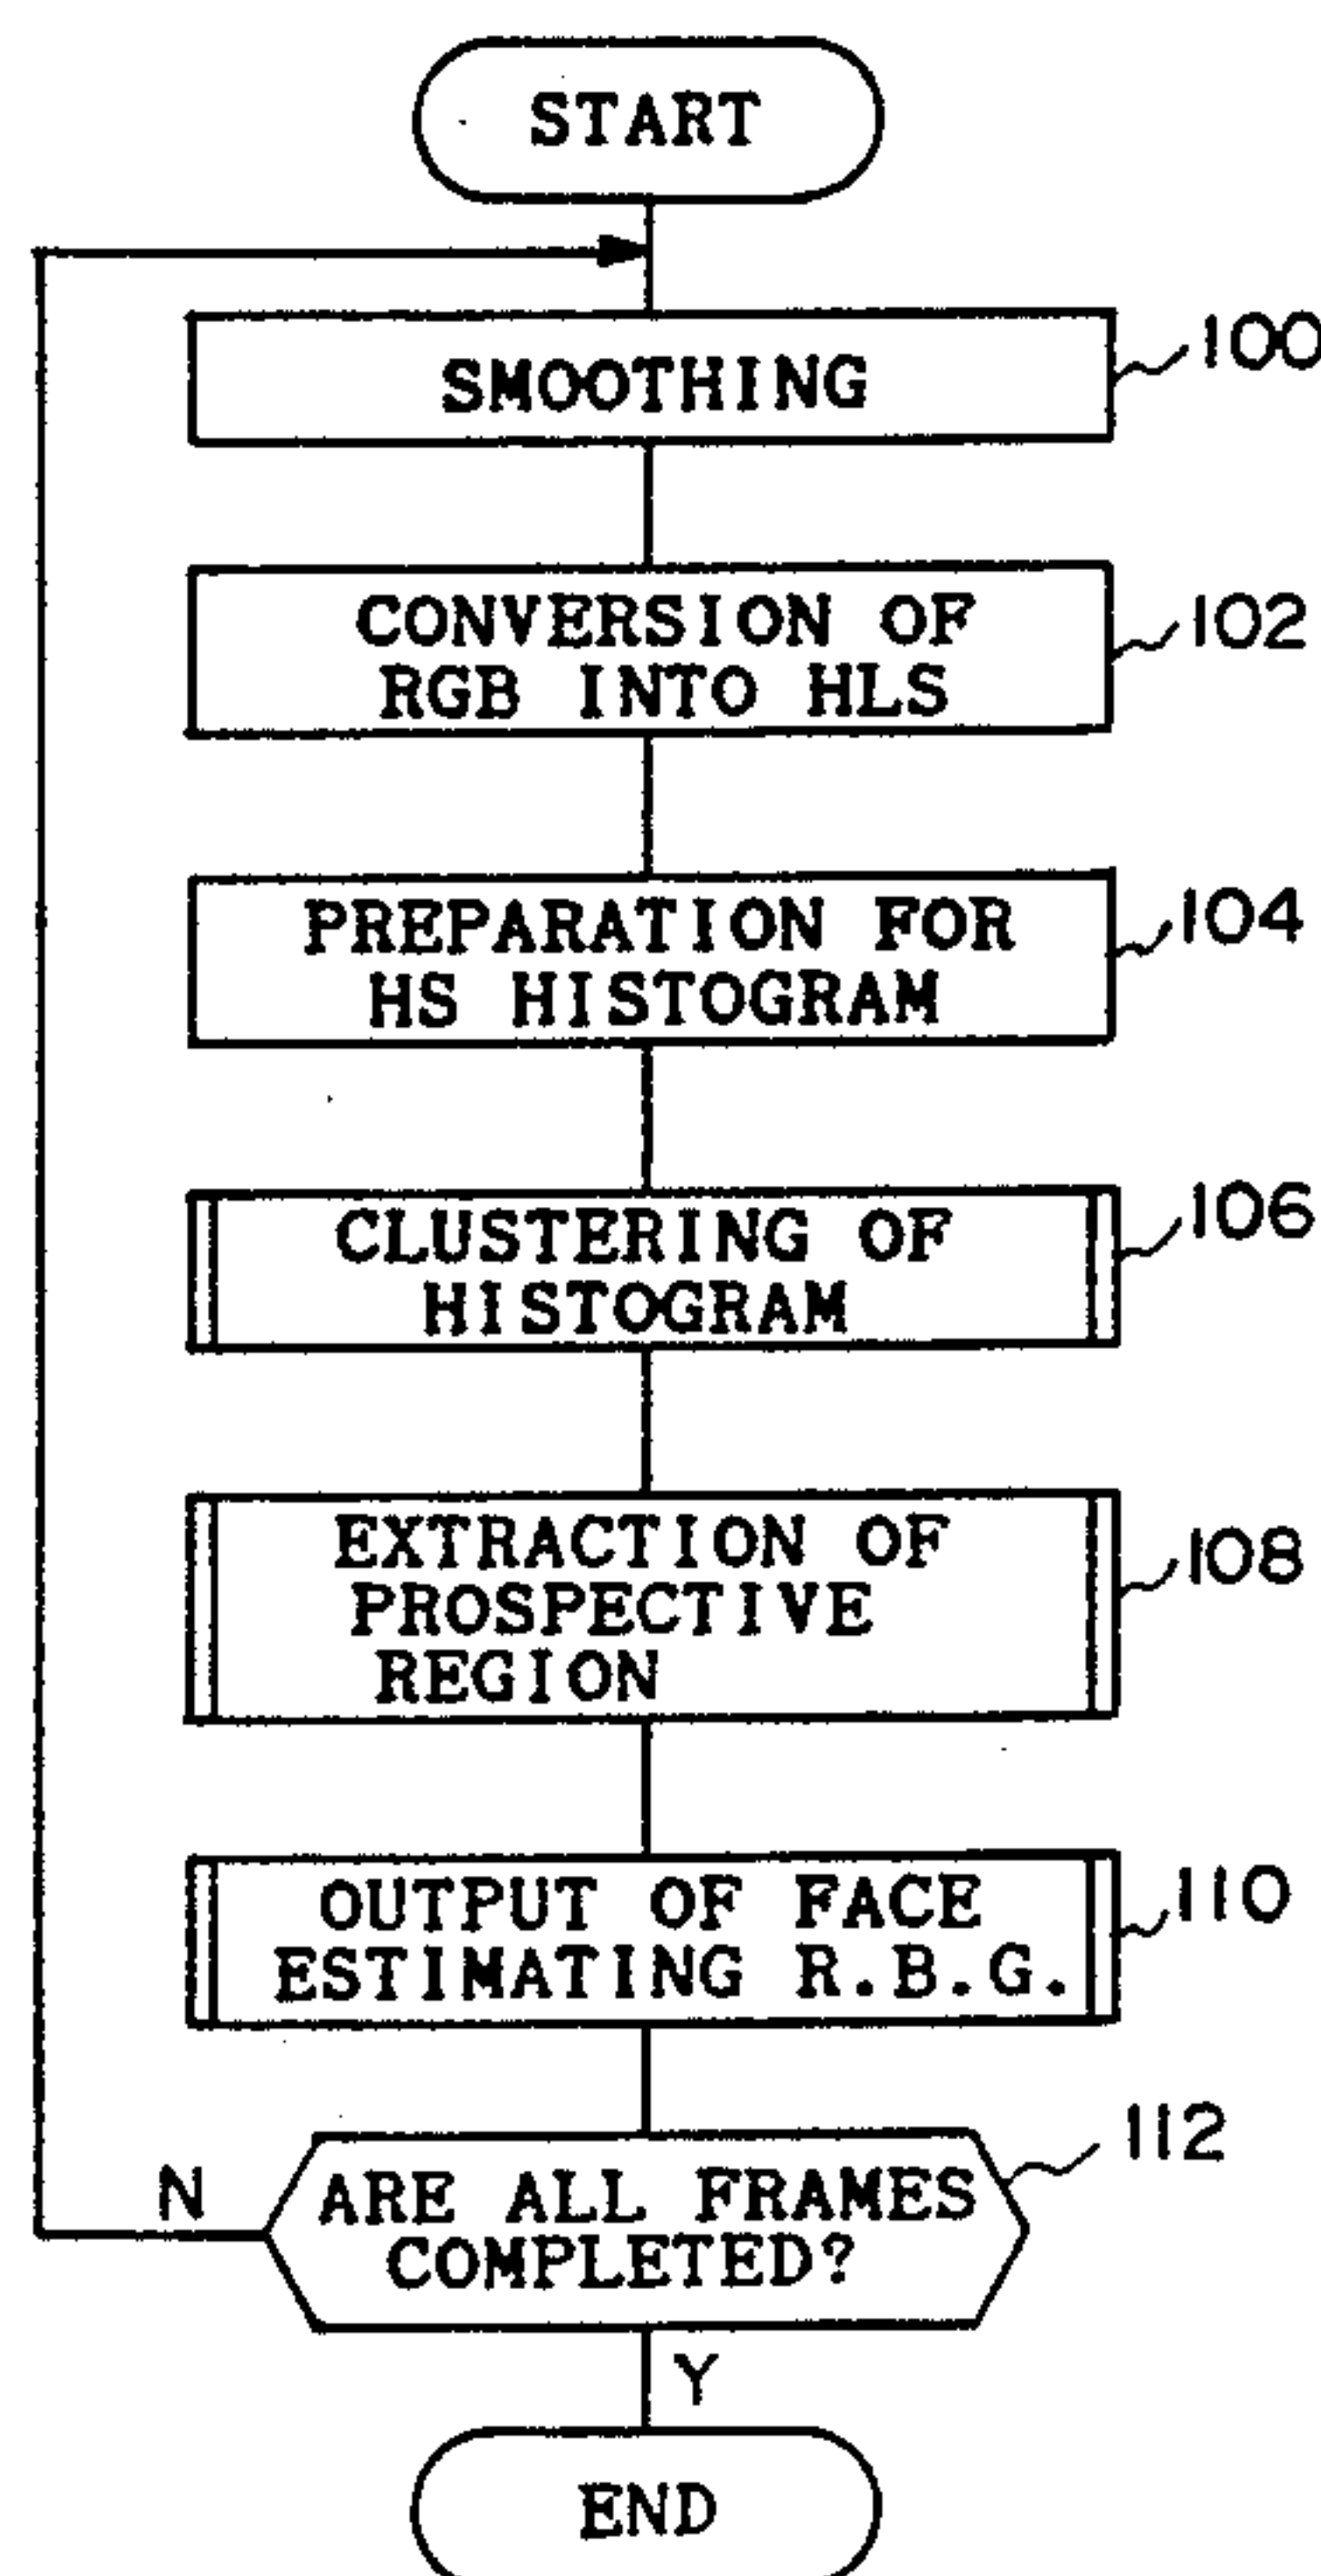 START
SMOOTHING
100
CONVERSION OF
RGB INTO HLS
102
PREPARATION FOR
HS HISTOGRAM
104
CLUSTERING OF
HISTOGRAM
106
EXTRACTION OF
PROSPECTIVE
REGION
108
OUTPUT OF FACE
ESTIMATING R.B.G.
110
ARE ALL FRAMES
COMPLETED?
112
N
Y
END